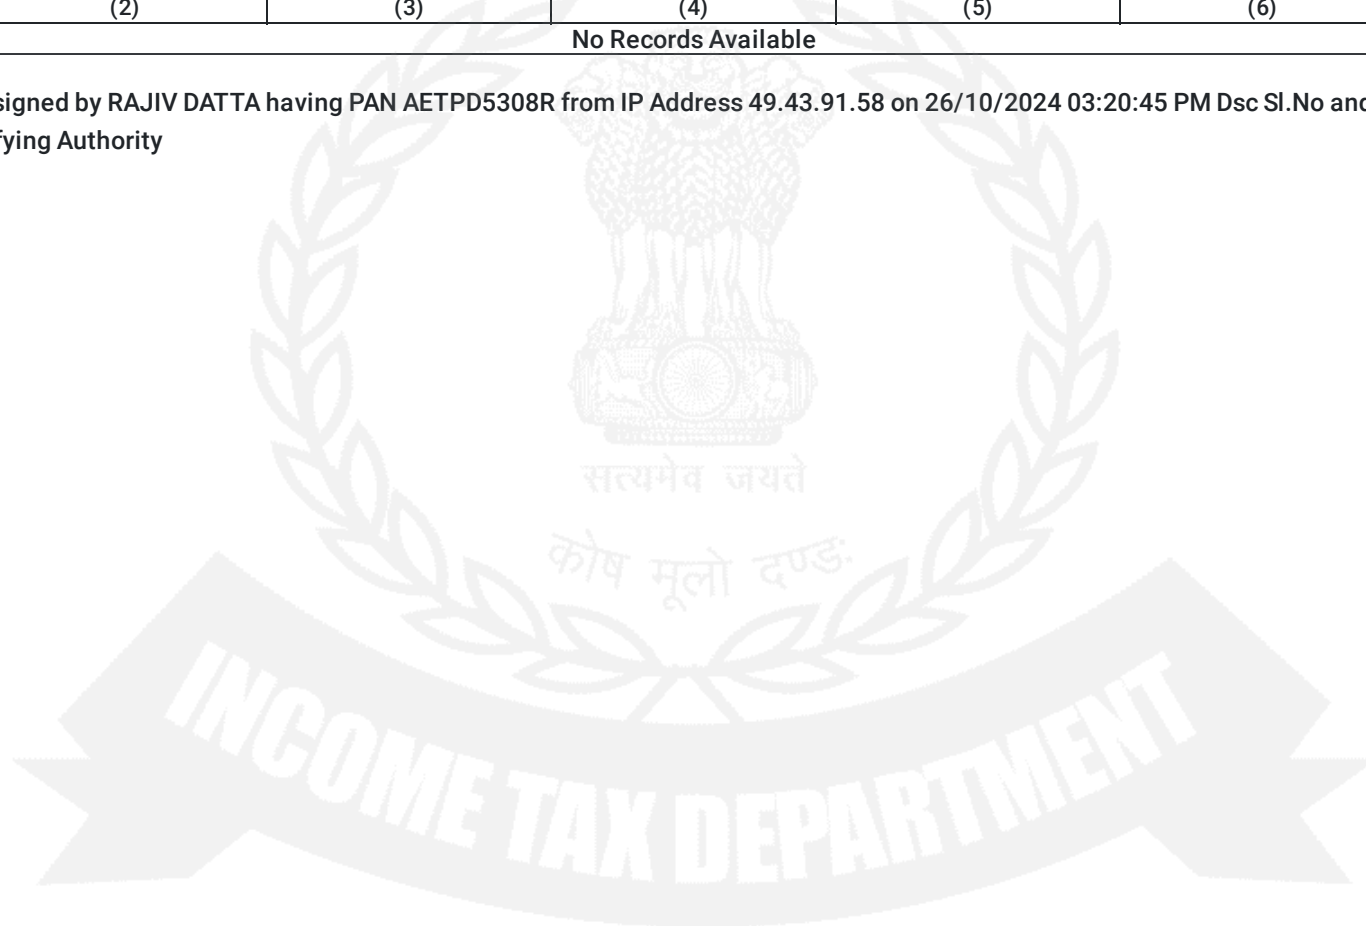 (2) (3) (4) (5) (6)
No Records Available
signed by RAJIV DATTA having PAN AETPD5308R from IP Address 49.43.91.58 on 26/10/2024 03:20:45 PM Dsc Sl.No and
fying Authority
सत्यमेव जयते
कोष मूलो दण्डः
INCOME TAX DEPARTMENT